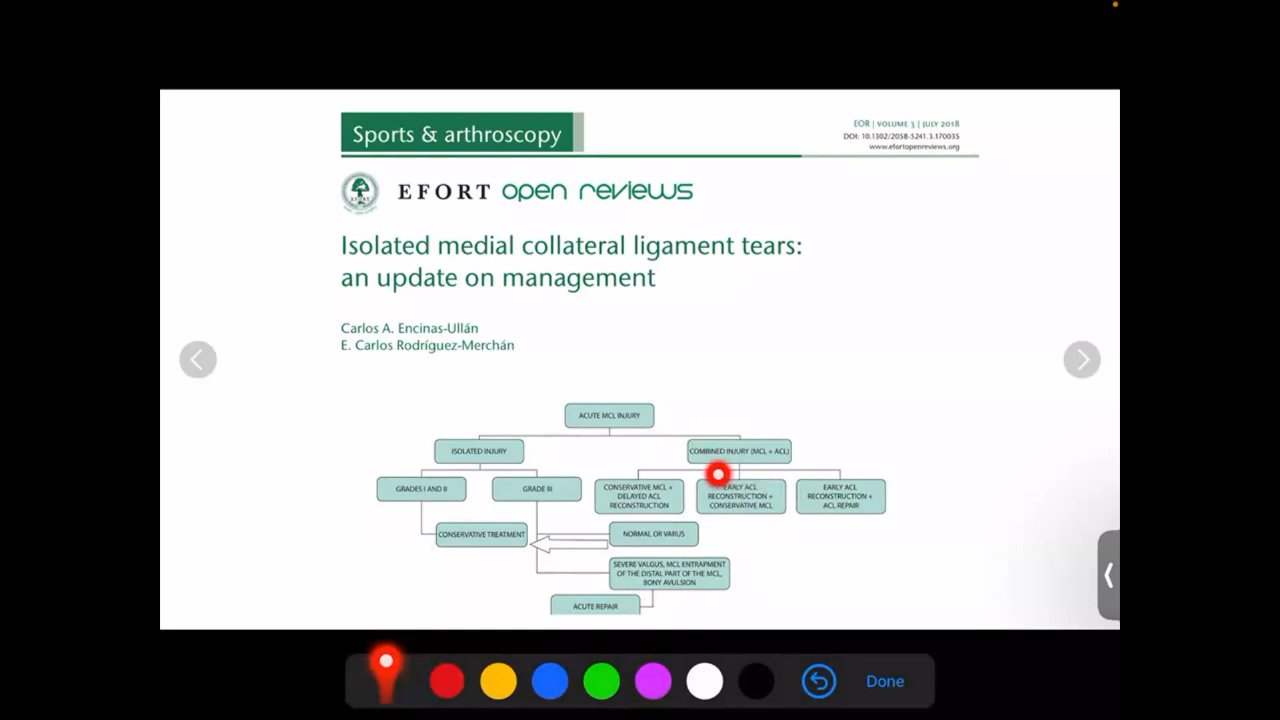 Sports & arthroscopy
EOR | VOLUME 3 | JULY 2018
DOI: 10.1302/2058-5241.3.170035
www.efortopenreviews.org
EFORT open reviews
Isolated medial collateral ligament tears:
an update on management
Carlos A. Encinas-Ullán
E. Carlos Rodríguez-Merchán
ACUTE MCL INJURY
ISOLATED INJURY
COMBINED INJURY (MCL + ACL)
GRADES I AND II
GRADE III
CONSERVATIVE MCL +
DELAYED ACL
RECONSTRUCTION
EARLY ACL
RECONSTRUCTION +
CONSERVATIVE MCL
EARLY ACL
RECONSTRUCTION +
ACL REPAIR
CONSERVATIVE TREATMENT
NORMAL OR VARUS
SEVERE VALGUS, MCL ENTRAPMENT
OF THE DISTAL PART OF THE MCL,
BONY AVULSION
ACUTE REPAIR
Done